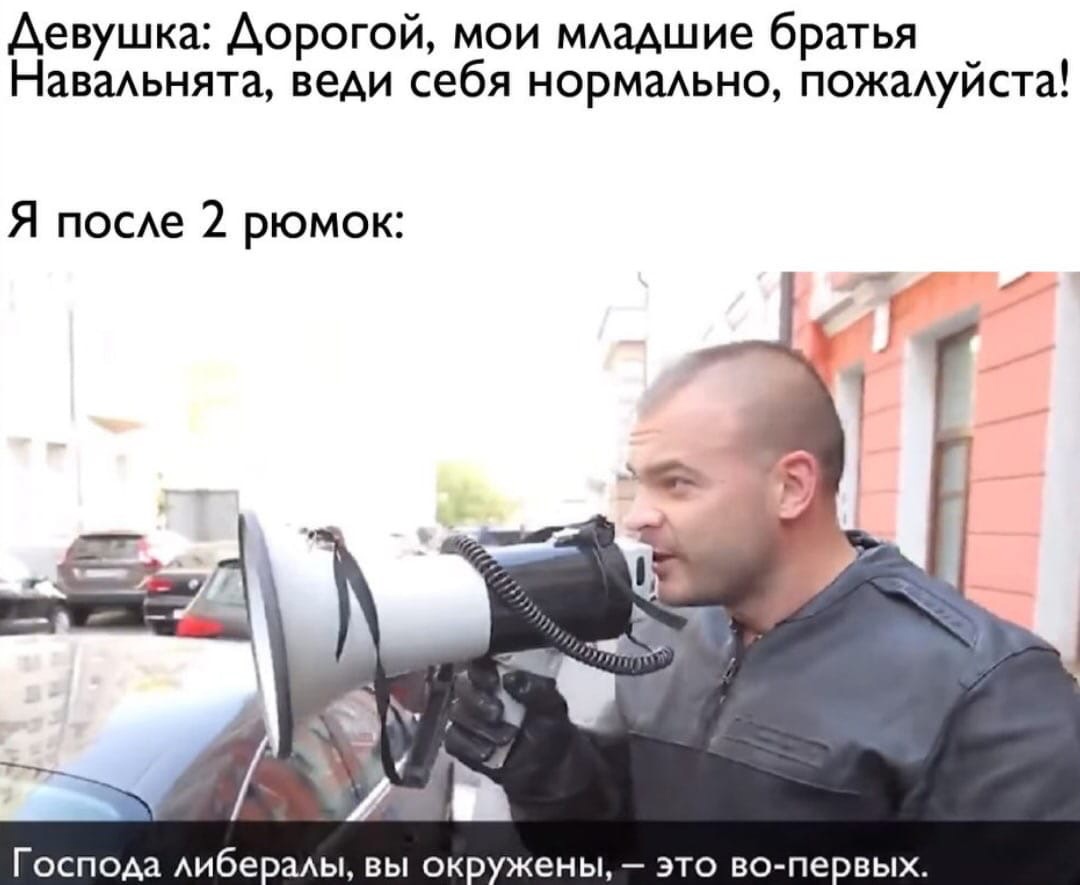 Девушка: Дорогой, мои младшие братья
Навальнята, веди себя нормально, пожалуйста!
Я после 2 рюмок:
Господа либералы, вы окружены, – это во-первых.